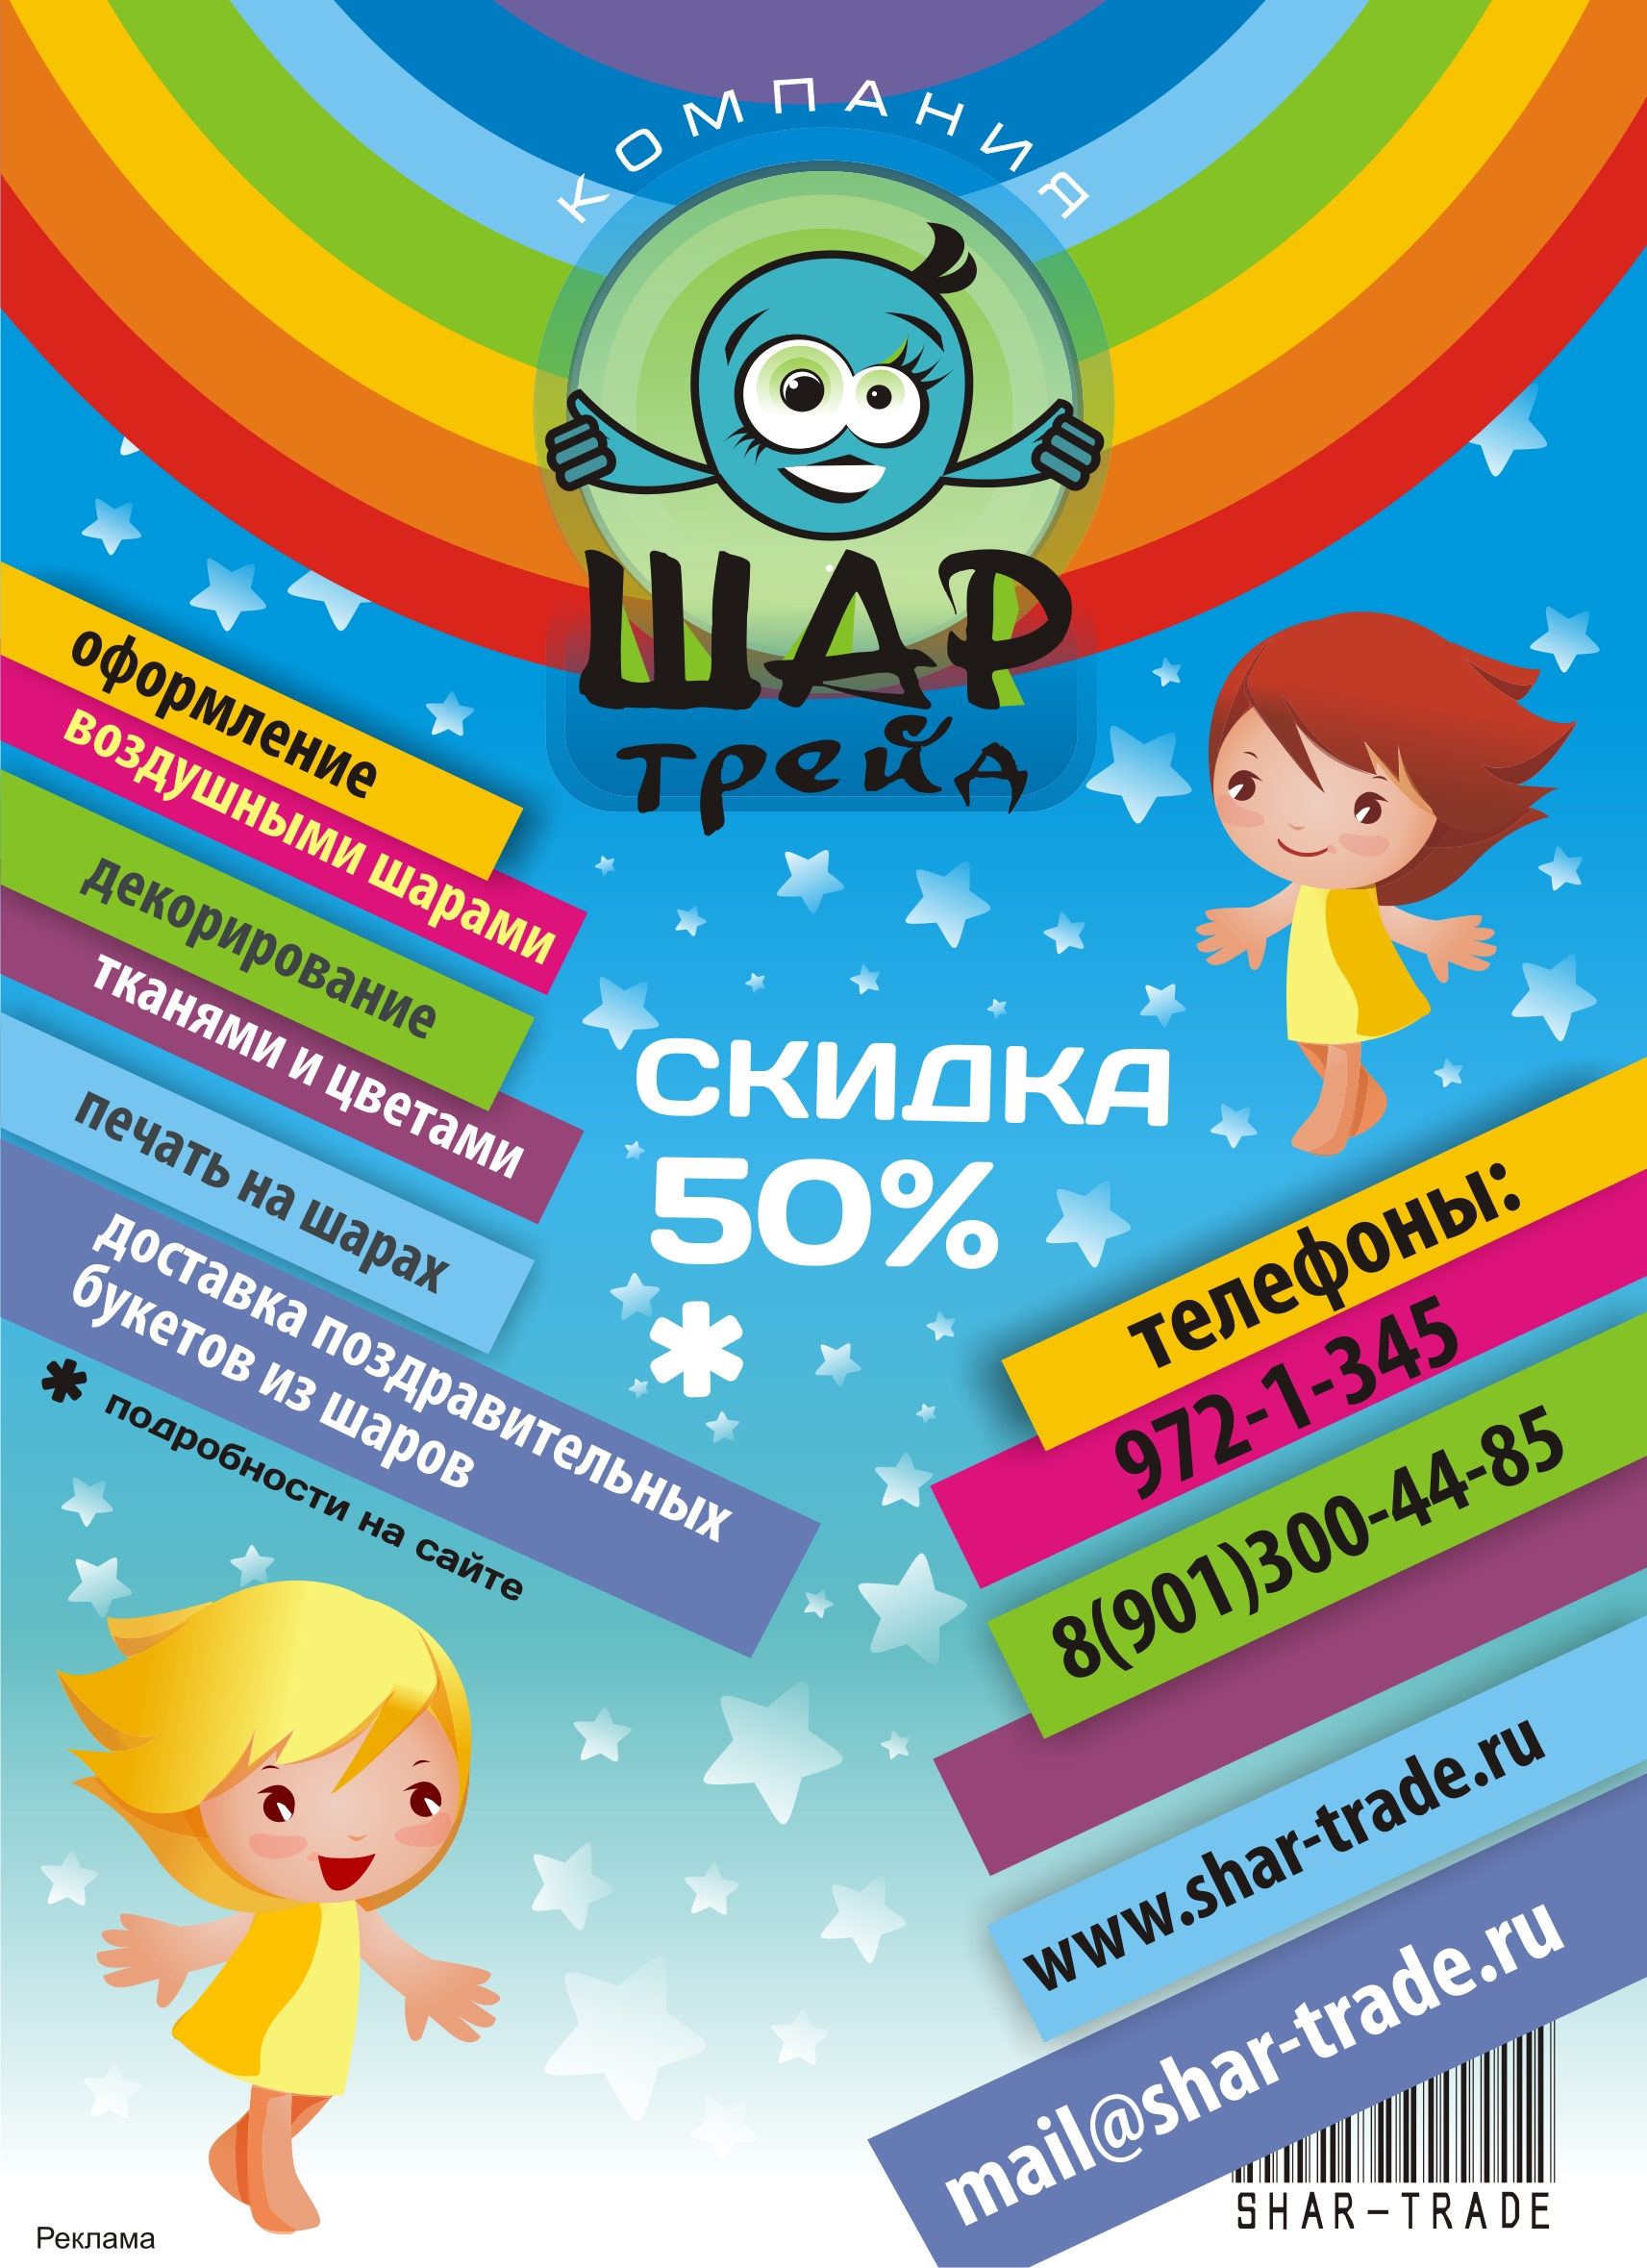 КОМПАНИЯ
ШАР
трейд
оформление
воздушными шарами
декорирование
тканями и цветами
печать на шарах
доставка поздравительных
букетов из шаров
* подробности на сайте
СКИДКА
50%
*
телефоны:
972-1-345
8(901)300-44-85
www.shar-trade.ru
mail@shar-trade.ru
SHAR-TRADE
Реклама